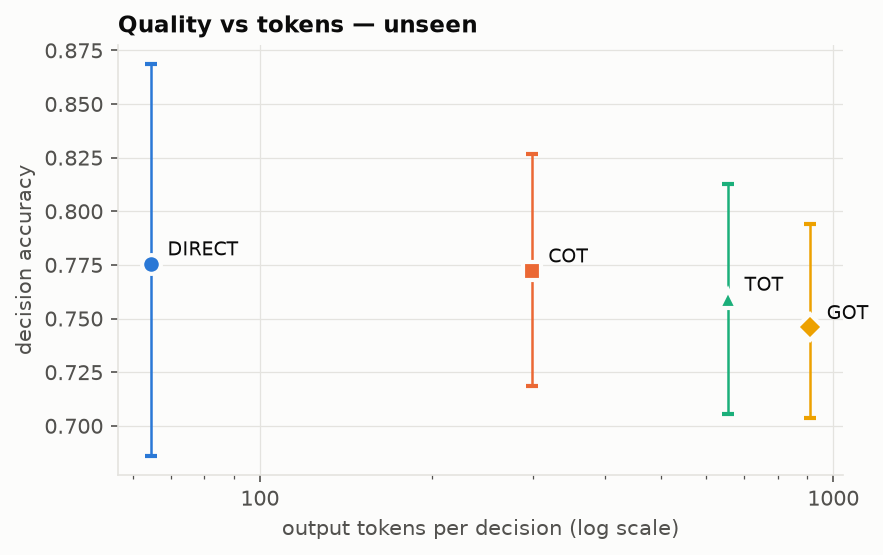 Quality vs tokens — unseen
decision accuracy
0.875
0.850
0.825
0.800
0.775
0.750
0.725
0.700
DIRECT
COT
TOT
GOT
100
1000
output tokens per decision (log scale)